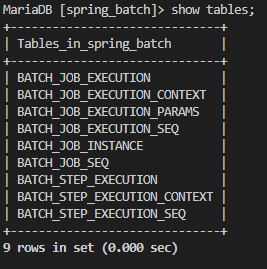 MariaDB [spring_batch]> show tables;
+------------------------------+
| Tables_in_spring_batch       |
+------------------------------+
| BATCH_JOB_EXECUTION          |
| BATCH_JOB_EXECUTION_CONTEXT  |
| BATCH_JOB_EXECUTION_PARAMS   |
| BATCH_JOB_EXECUTION_SEQ      |
| BATCH_JOB_INSTANCE           |
| BATCH_JOB_SEQ                |
| BATCH_STEP_EXECUTION         |
| BATCH_STEP_EXECUTION_CONTEXT |
| BATCH_STEP_EXECUTION_SEQ     |
+------------------------------+
9 rows in set (0.000 sec)